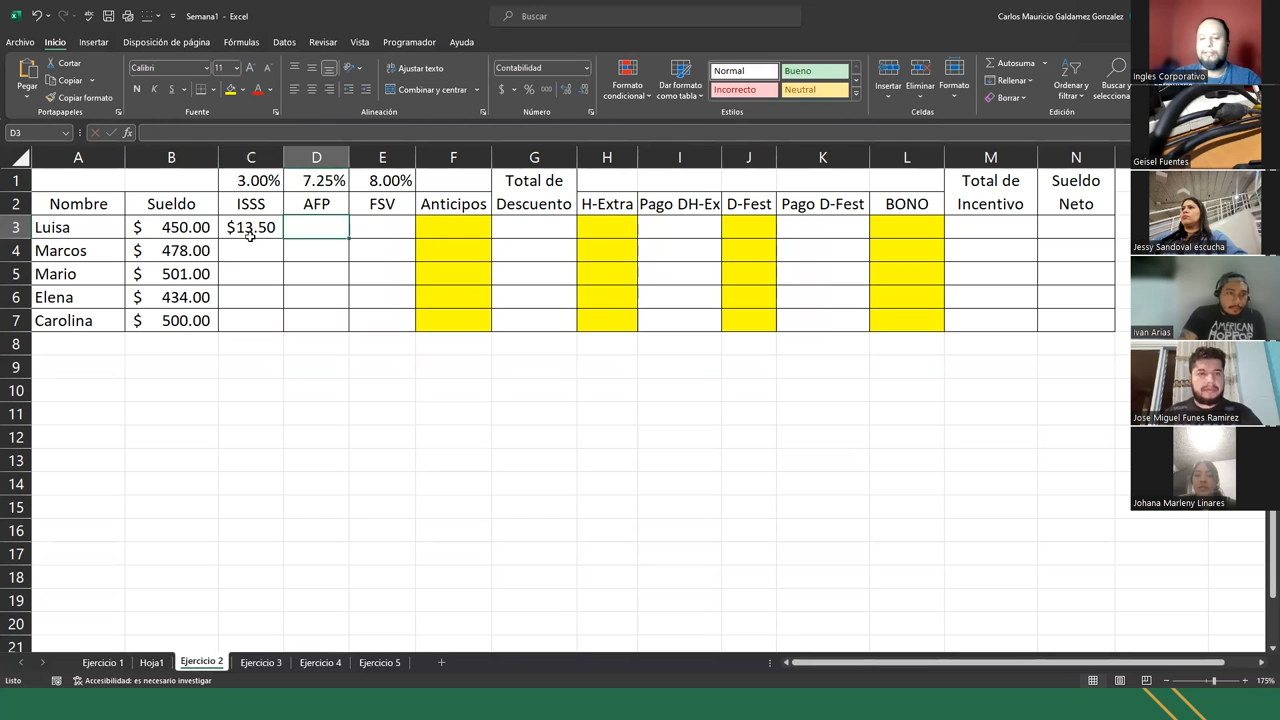 Semana1 - Excel
Buscar
Carlos Mauricio Galdamez Gonzalez
Archivo Inicio Insertar Disposición de página Fórmulas Datos Revisar Vista Programador Ayuda
Pegar
Cortar
Copiar
Copiar formato
Portapapeles
Calibri 11
N K S
Fuente
Ajustar texto
Combinar y centrar
Alineación
Contabilidad
$ %
Número
Formato condicional
Dar formato como tabla
Normal Bueno
Incorrecto Neutral
Estilos
Insertar Eliminar Formato
Celdas
Autosuma
Rellenar
Borrar
Ordenar y filtrar
Buscar y
Edición
D3
fx
A B C D E F G H I J K L M N
1 3.00% 7.25% 8.00% Total de Total de Sueldo
2 Nombre Sueldo ISSS AFP FSV Anticipos Descuento H-Extra Pago DH-Ex D-Fest Pago D-Fest BONO Incentivo Neto
3 Luisa $ 450.00 $13.50
4 Marcos $ 478.00
5 Mario $ 501.00
6 Elena $ 434.00
7 Carolina $ 500.00
8
9
10
11
12
13
14
15
16
17
18
19
20
21
Ejercicio 1 Hoja1 Ejercicio 2 Ejercicio 3 Ejercicio 4 Ejercicio 5
Listo
Accesibilidad: es necesario investigar
175%
Ingles Corporativo
Geisel Fuentes
Jessy Sandoval escucha
Ivan Arias
AMERICAN
HORROR
Jose Miguel Funes Ramirez
Johana Marleny Linares